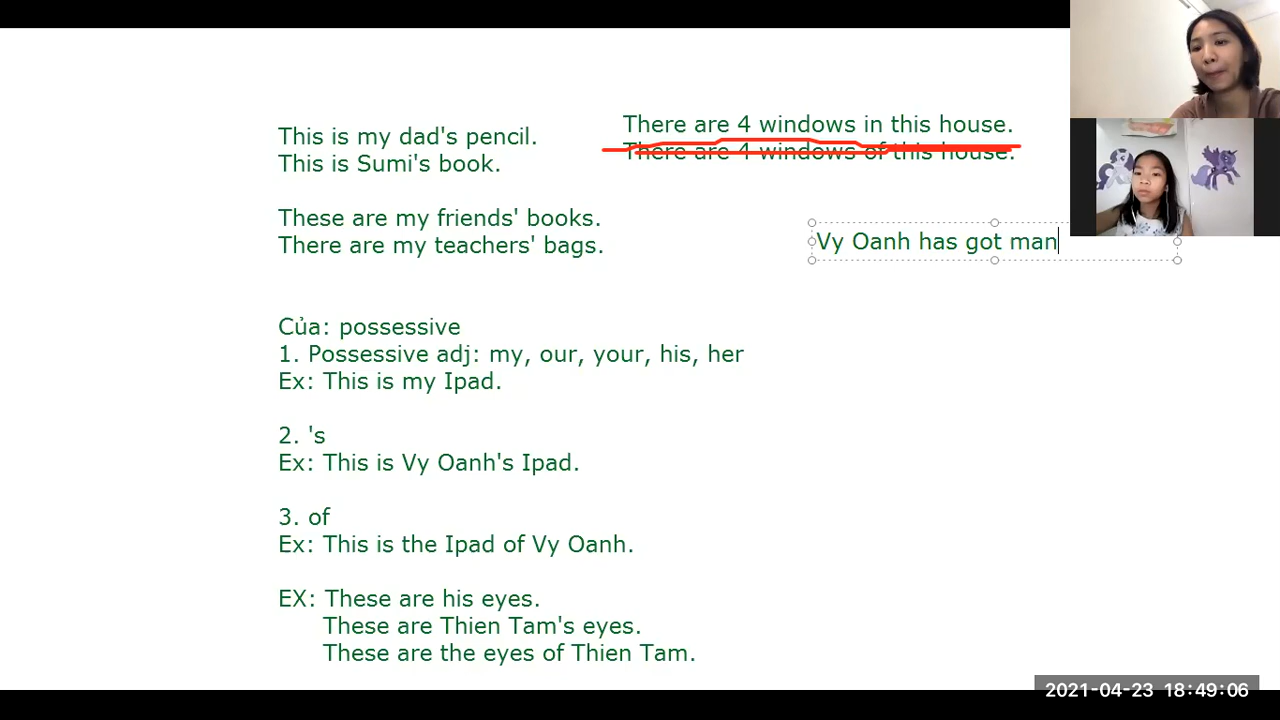 This is my dad's pencil.
This is Sumi's book.
There are 4 windows in this house.
There are 4 windows of this house.
These are my friends' books.
There are my teachers' bags.
Vy Oanh has got man
Của: possessive
1. Possessive adj: my, our, your, his, her
Ex: This is my Ipad.
2. 's
Ex: This is Vy Oanh's Ipad.
3. of
Ex: This is the Ipad of Vy Oanh.
EX: These are his eyes.
These are Thien Tam's eyes.
These are the eyes of Thien Tam.
2021-04-23 18:49:06